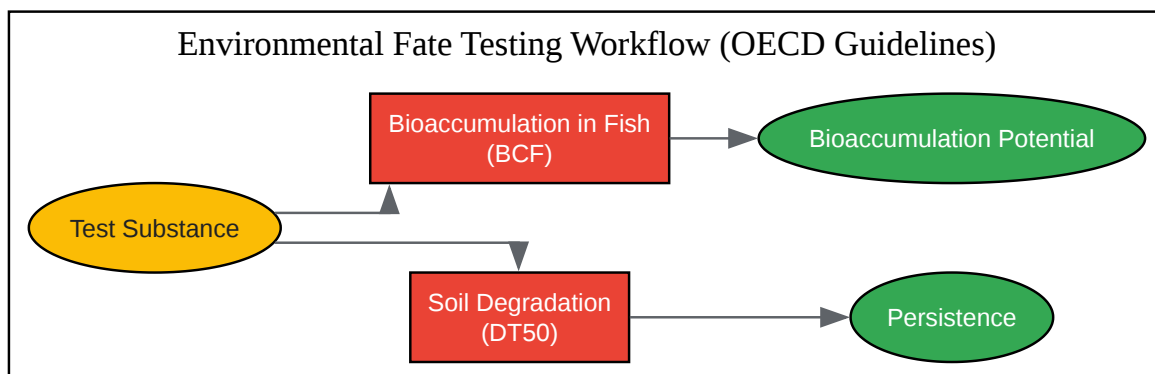 Environmental Fate Testing Workflow (OECD Guidelines)
Bioaccumulation in Fish
(BCF)
Bioaccumulation Potential
Test Substance
Soil Degradation
(DT50)
Persistence